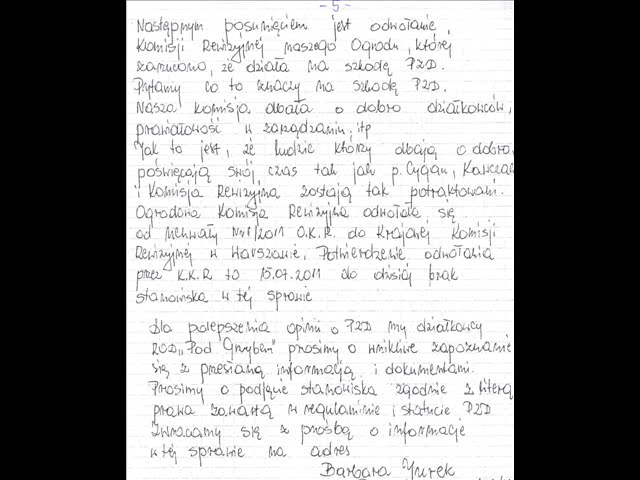 - 5 -
Następnym posunięciem jest odwołanie
Komisji Rewizyjnej naszego Ogrodu, której
zarzucono, że działa na szkodę PZD.
Pytamy co to znaczy na szkodę PZD.
Nasza komisja dbała o dobro działkowców,
prawiałowość w zarządzaniu, itp
Jak to jest, że ludzie którzy dbają o dobro,
poświęcają swój czas tak jak p. Cygan,
i Komisja Rewizyjna zostają tak potraktowani.
Ogrodowa Komisja Rewizyjna odwołała się
od Uchwały Nr1/2011 O.K.R. do Krajowej Komisji
Rewizyjnej w Warszawie, Potwierdzenie odwołania
przez K.K.R to 15.07.2011 do dzisiaj brak
stanowiska w tej sprawie
Dla polepszenia opinii o PZD my działkowcy
ROD „Pod Grzybem" prosimy o wnikliwe zapoznanie
się z przesłaną informacją i dokumentami.
Prosimy o podjęcie stanowiska zgodnie z literą
prawa zawartą w regulaminie i statucie PZD
Zwracamy się z prośbą o informacje
w tej sprawie na adres
Barbara Jurek